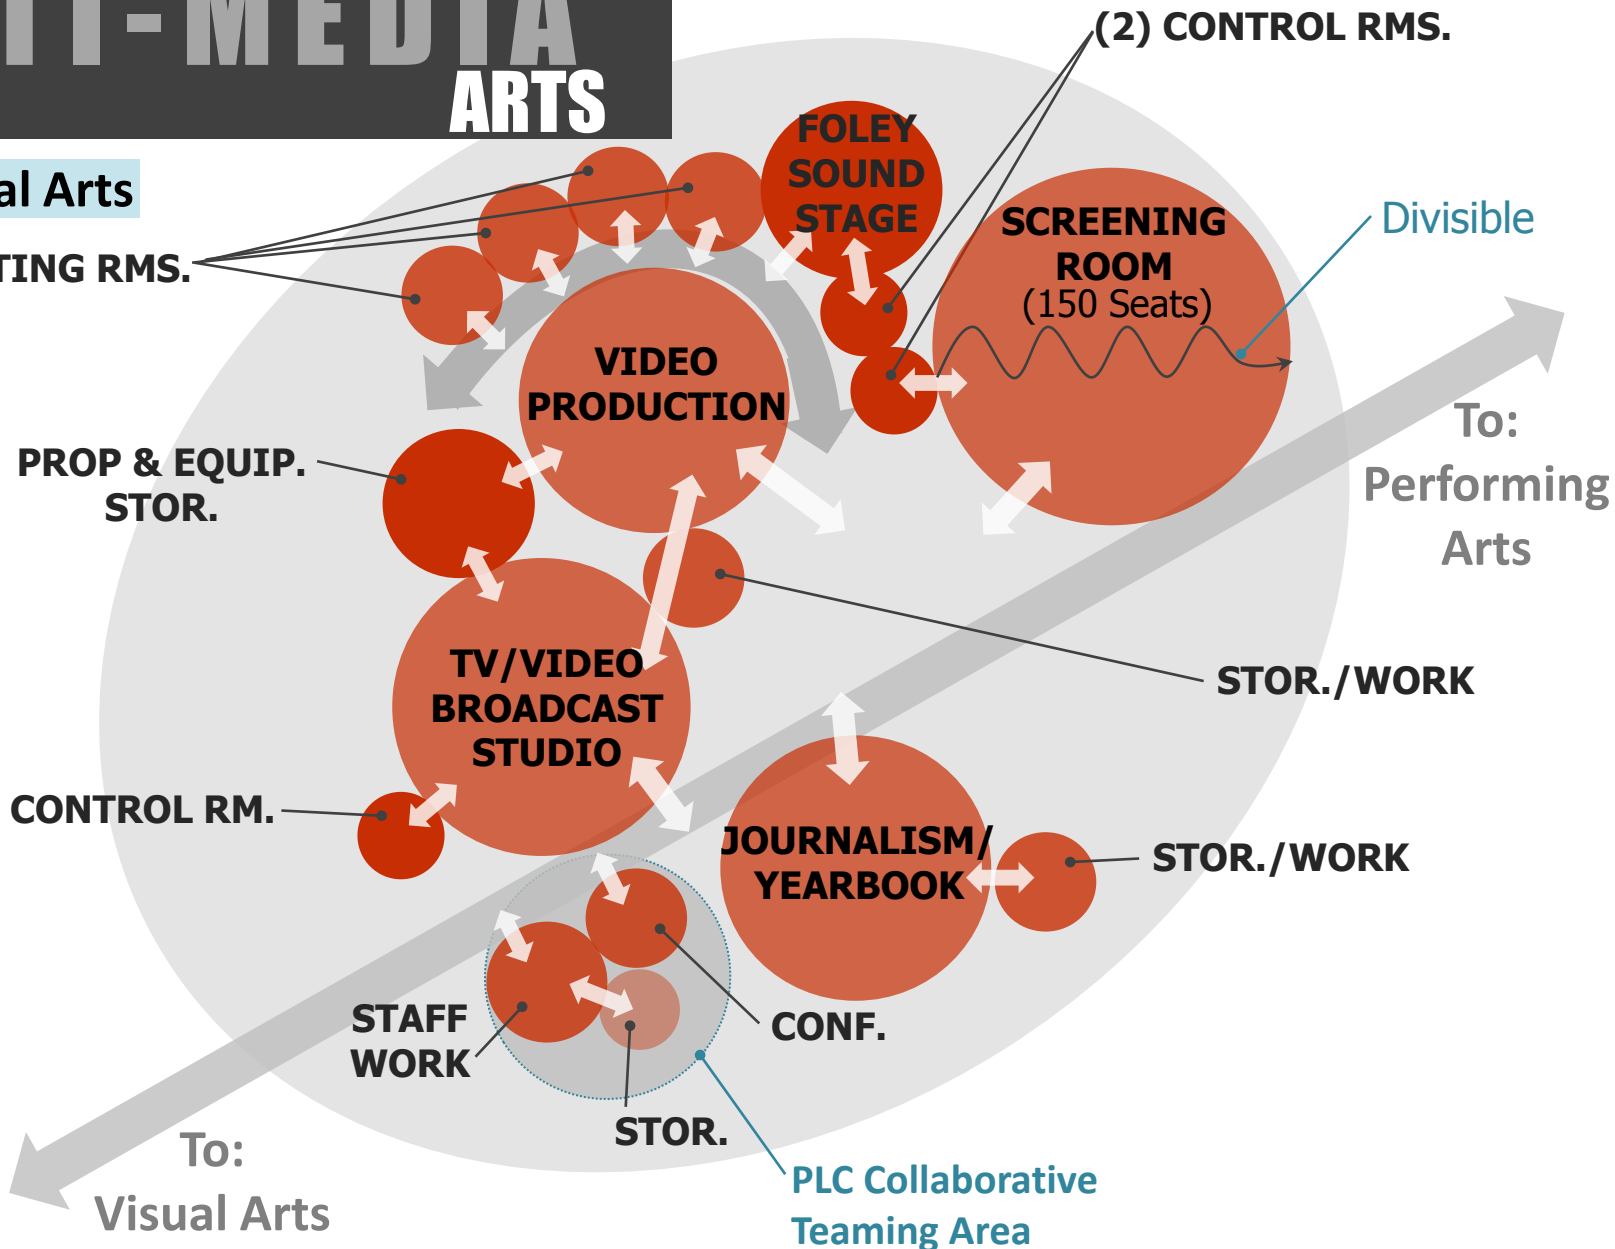 TI-MEDIA
ARTS
al Arts
TING RMS.
(2) CONTROL RMS.
FOLEY
SOUND
STAGE
SCREENING
ROOM
(150 Seats)
Divisible
VIDEO
PRODUCTION
To:
Performing
Arts
PROP & EQUIP.
STOR.
STOR./WORK
TV/VIDEO
BROADCAST
STUDIO
CONTROL RM.
JOURNALISM/
YEARBOOK
STOR./WORK
STAFF
WORK
CONF.
STOR.
To:
Visual Arts
PLC Collaborative
Teaming Area